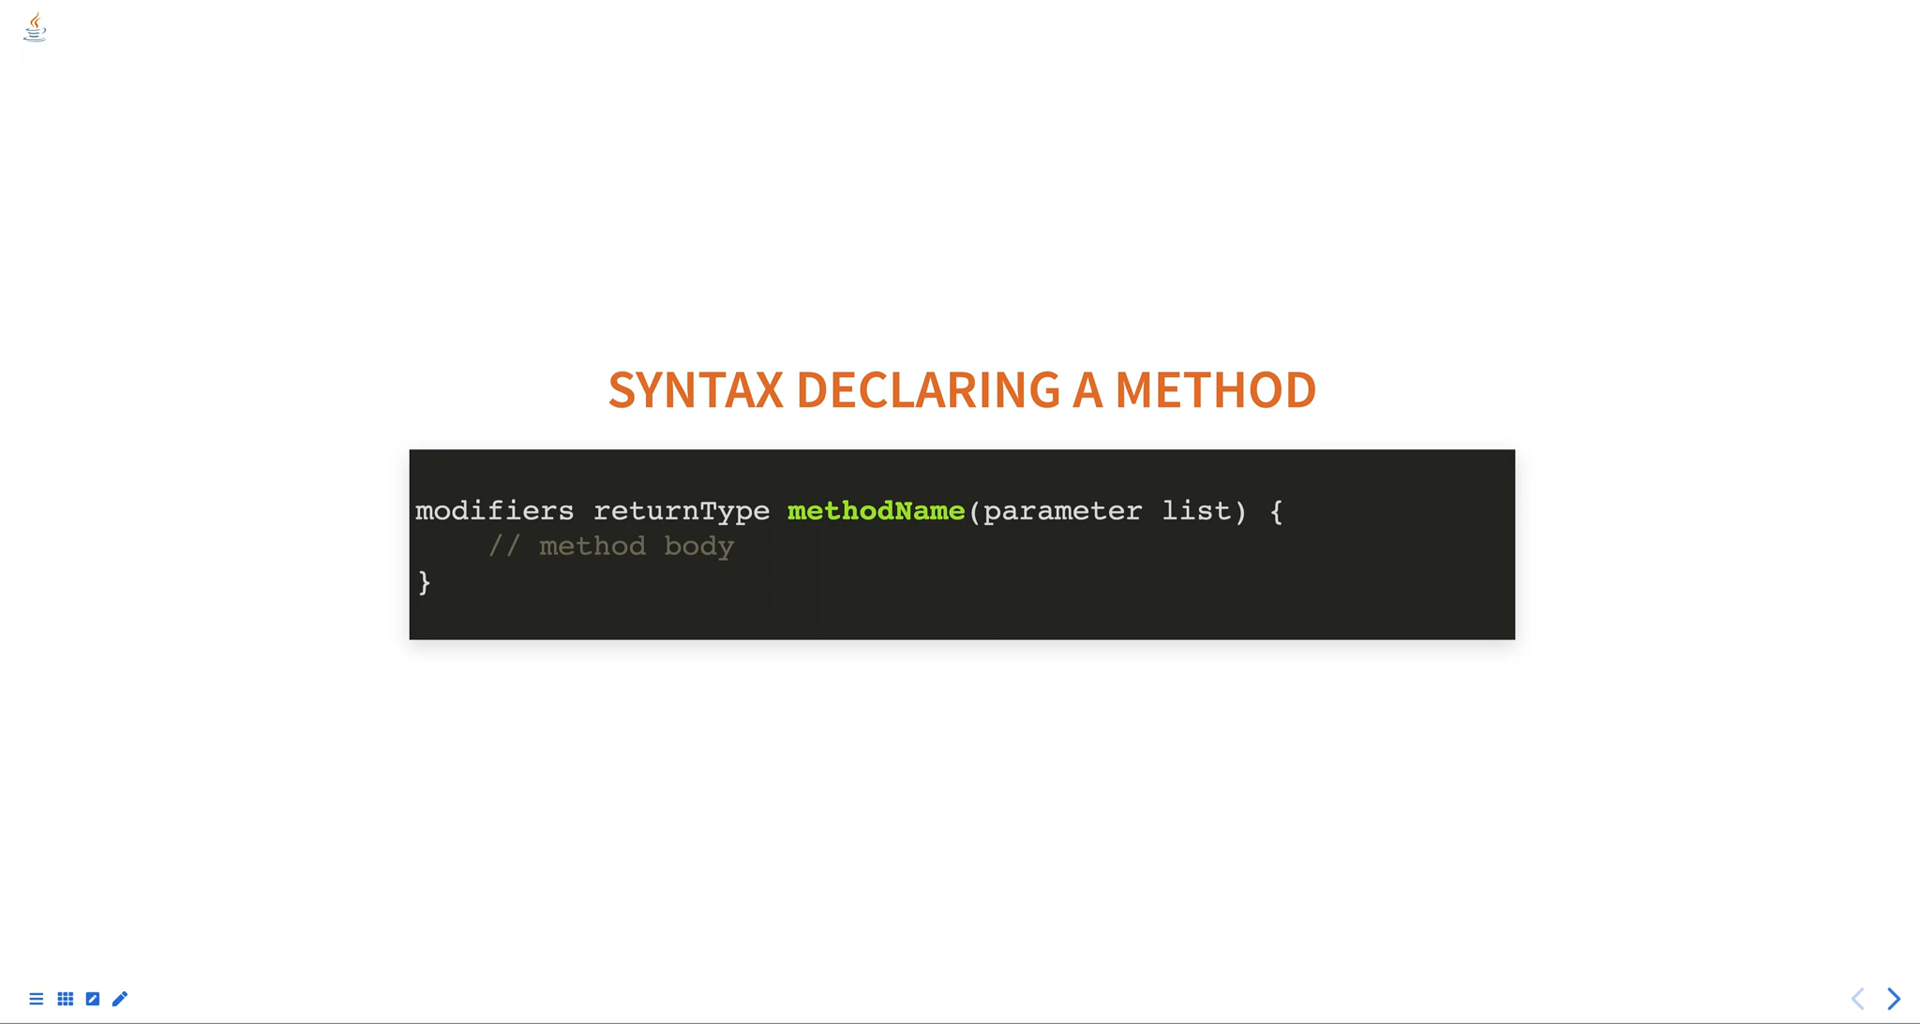 SYNTAX DECLARING A METHOD
modifiers returnType methodName(parameter list) {
    // method body
}